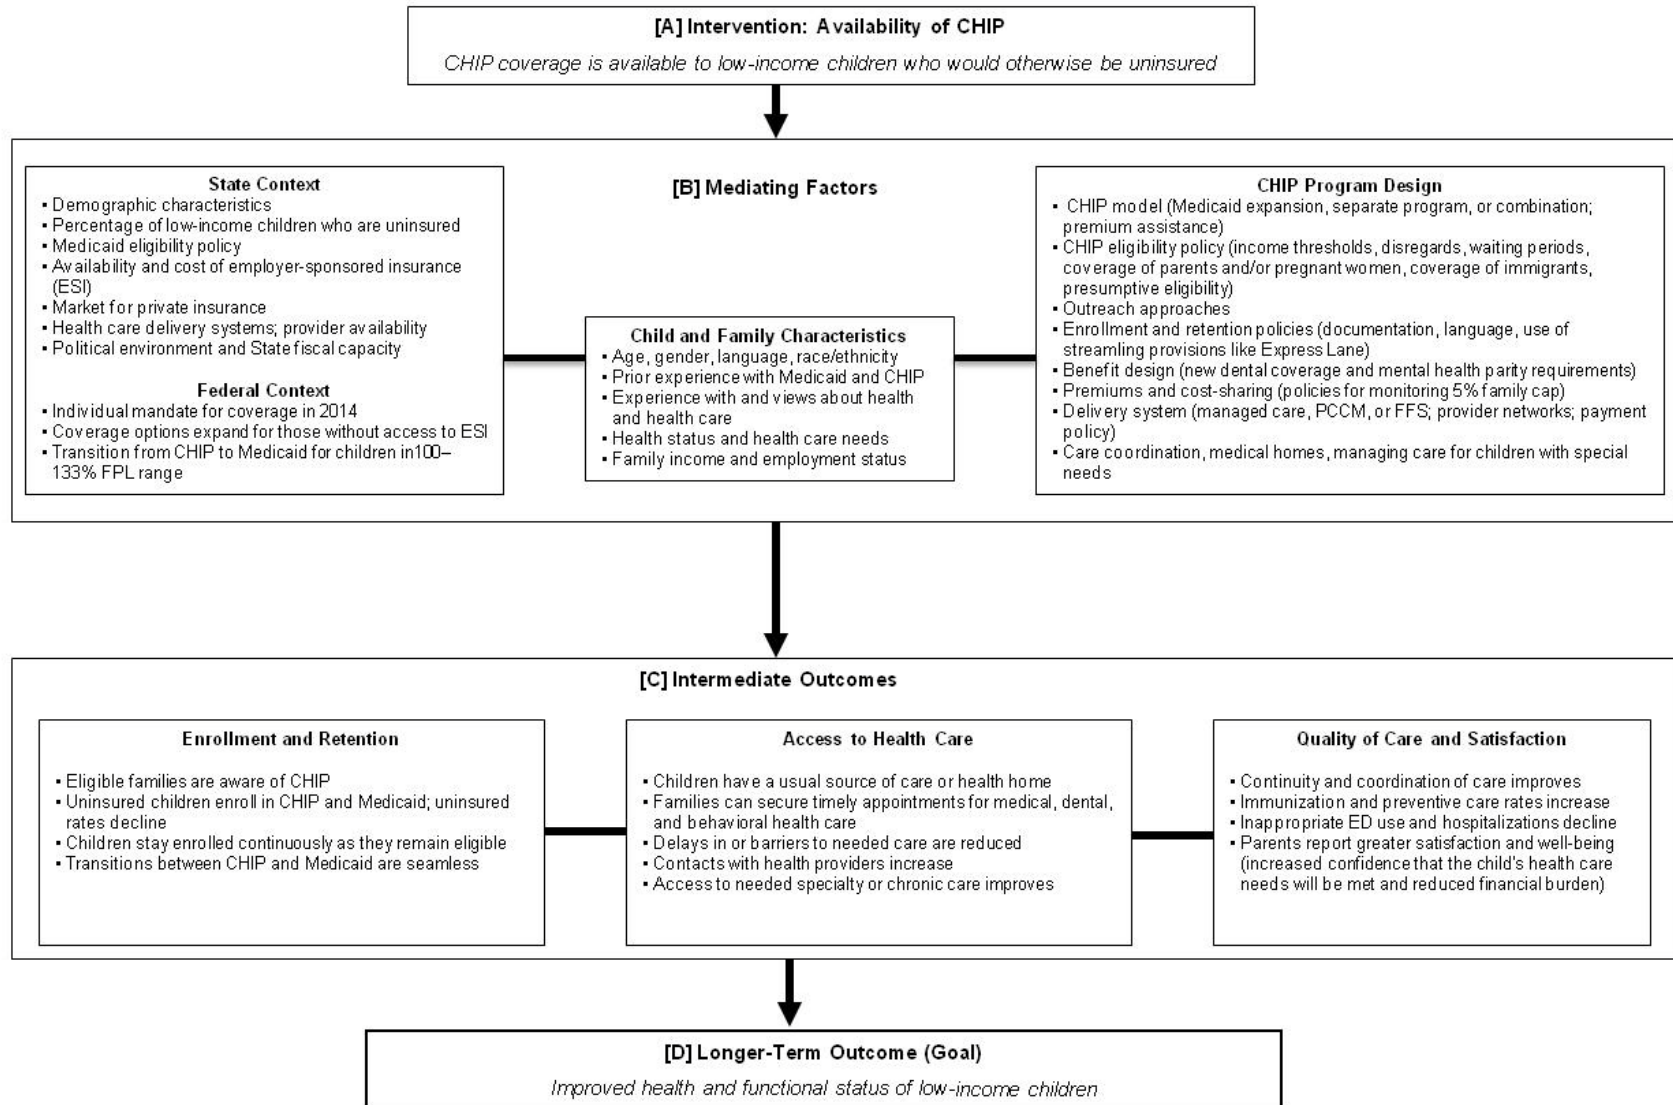 [A] Intervention: Availability of CHIP
CHIP coverage is available to low-income children who would otherwise be uninsured
[B] Mediating Factors
State Context
▪ Demographic characteristics
▪ Percentage of low-income children who are uninsured
▪ Medicaid eligibility policy
▪ Availability and cost of employer-sponsored insurance
(ESI)
▪ Market for private insurance
▪ Health care delivery systems; provider availability
▪ Political environment and State fiscal capacity
Federal Context
▪ Individual mandate for coverage in 2014
▪ Coverage options expand for those without access to ESI
▪ Transition from CHIP to Medicaid for children in100–
133% FPL range
Child and Family Characteristics
▪ Age, gender, language, race/ethnicity
▪ Prior experience with Medicaid and CHIP
▪ Experience with and views about health
and health care
▪ Health status and health care needs
▪ Family income and employment status
CHIP Program Design
▪ CHIP model (Medicaid expansion, separate program, or combination;
premium assistance)
▪ CHIP eligibility policy (income thresholds, disregards, waiting periods,
coverage of parents and/or pregnant women, coverage of immigrants,
presumptive eligibility)
▪ Outreach approaches
▪ Enrollment and retention policies (documentation, language, use of
streamling provisions like Express Lane)
▪ Benefit design (new dental coverage and mental health parity requirements)
▪ Premiums and cost-sharing (policies for monitoring 5% family cap)
▪ Delivery system (managed care, PCCM, or FFS; provider networks; payment
policy)
▪ Care coordination, medical homes, managing care for children with special
needs
[C] Intermediate Outcomes
Enrollment and Retention
▪ Eligible families are aware of CHIP
▪ Uninsured children enroll in CHIP and Medicaid; uninsured
rates decline
▪ Children stay enrolled continuously as they remain eligible
▪ Transitions between CHIP and Medicaid are seamless
Access to Health Care
▪ Children have a usual source of care or health home
▪ Families can secure timely appointments for medical, dental,
and behavioral health care
▪ Delays in or barriers to needed care are reduced
▪ Contacts with health providers increase
▪ Access to needed specialty or chronic care improves
Quality of Care and Satisfaction
▪ Continuity and coordination of care improves
▪ Immunization and preventive care rates increase
▪ Inappropriate ED use and hospitalizations decline
▪ Parents report greater satisfaction and well-being
(increased confidence that the child's health care
needs will be met and reduced financial burden)
[D] Longer-Term Outcome (Goal)
Improved health and functional status of low-income children